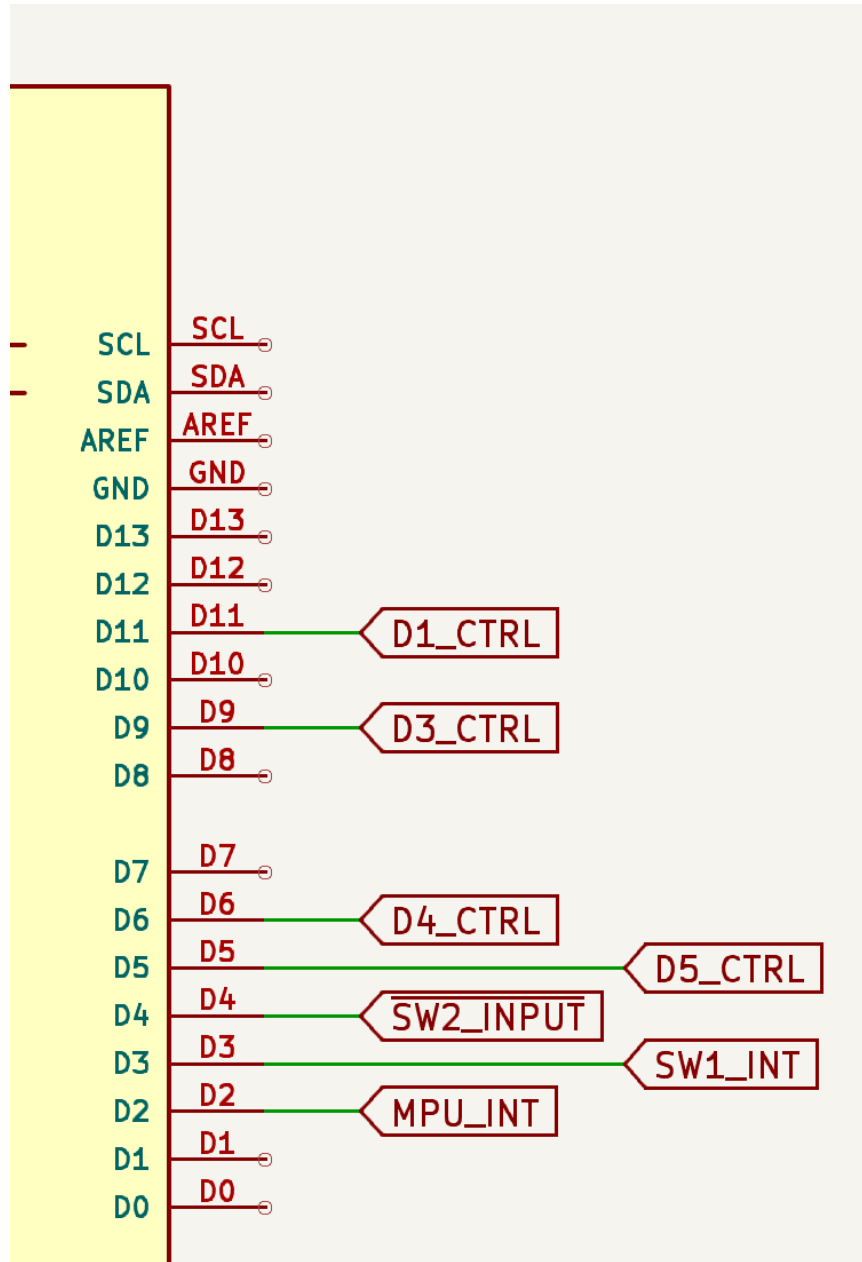 SCL SCL
SDA SDA
AREF AREF
GND GND
D13 D13
D12 D12
D11 D11 D1_CTRL
D10 D10
D9 D9 D3_CTRL
D8 D8
D7 D7
D6 D6 D4_CTRL
D5 D5 D5_CTRL
D4 D4 SW2_INPUT
D3 D3 SW1_INT
D2 D2 MPU_INT
D1 D1
D0 D0